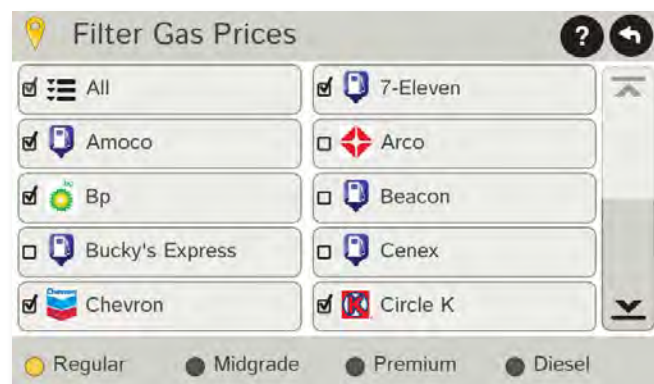 Filter Gas Prices ?
All 7-Eleven
Amoco Arco
Bp Beacon
Bucky's Express Cenex
Chevron Circle K
Regular Midgrade Premium Diesel